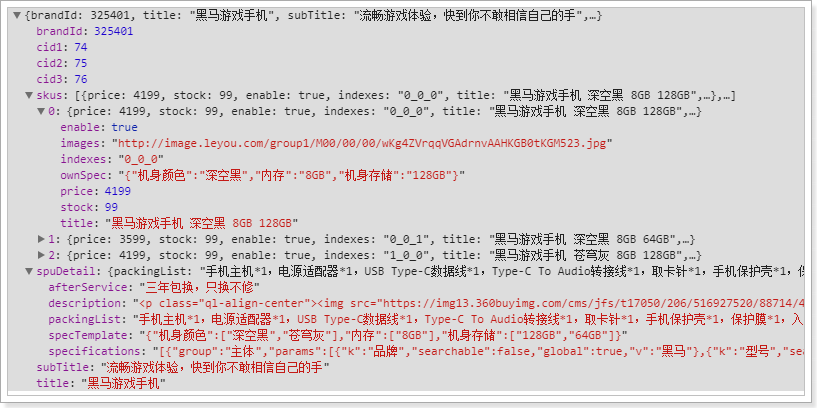 {brandId: 325401, title: "黑马游戏手机", subTitle: "流畅游戏体验，快到你不敢相信自己的手",…}
brandId: 325401
cid1: 74
cid2: 75
cid3: 76
skus: [{price: 4199, stock: 99, enable: true, indexes: "0_0_0", title: "黑马游戏手机 深空黑 8GB 128GB",…},…]
0: {price: 4199, stock: 99, enable: true, indexes: "0_0_0", title: "黑马游戏手机 深空黑 8GB 128GB",…}
enable: true
images: "http://image.leyou.com/group1/M00/00/00/wKg4ZVrqqVGAdrnvAAHKGB0tKGM523.jpg"
indexes: "0_0_0"
ownSpec: "{"机身颜色":"深空黑","内存":"8GB","机身存储":"128GB"}"
price: 4199
stock: 99
title: "黑马游戏手机 深空黑 8GB 128GB"
1: {price: 3599, stock: 99, enable: true, indexes: "0_0_1", title: "黑马游戏手机 深空黑 8GB 64GB",…}
2: {price: 4199, stock: 99, enable: true, indexes: "1_0_0", title: "黑马游戏手机 苍穹灰 8GB 128GB",…}
spuDetail: {packingList: "手机主机*1，电源适配器*1，USB Type-C数据线*1，Type-C To Audio转接线*1，取卡针*1，手机保护壳*1，保
afterService: "三年包换，只换不修"
description: "<p class="ql-align-center"><img src="https://img13.360buyimg.com/cms/jfs/t17050/206/516927520/88714/4
packingList: "手机主机*1，电源适配器*1，USB Type-C数据线*1，Type-C To Audio转接线*1，取卡针*1，手机保护壳*1，保护膜*1，入
specTemplate: "{"机身颜色":["深空黑","苍穹灰"],"内存":["8GB"],"机身存储":["128GB","64GB"]}"
specifications: "[{"group":"主体","params":[{"k":"品牌","searchable":false,"global":true,"v":"黑马"},{"k":"型号","sea
subTitle: "流畅游戏体验，快到你不敢相信自己的手"
title: "黑马游戏手机"